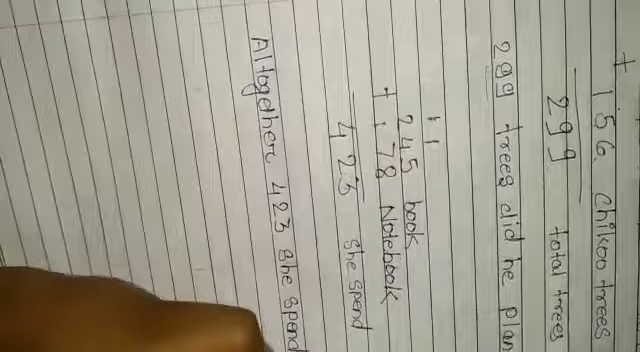 + 156 chikoo trees
299 total trees
299 trees did he plan
11
245 book
+ 178 Notebook
423 she spend
Altogether 423 she spend